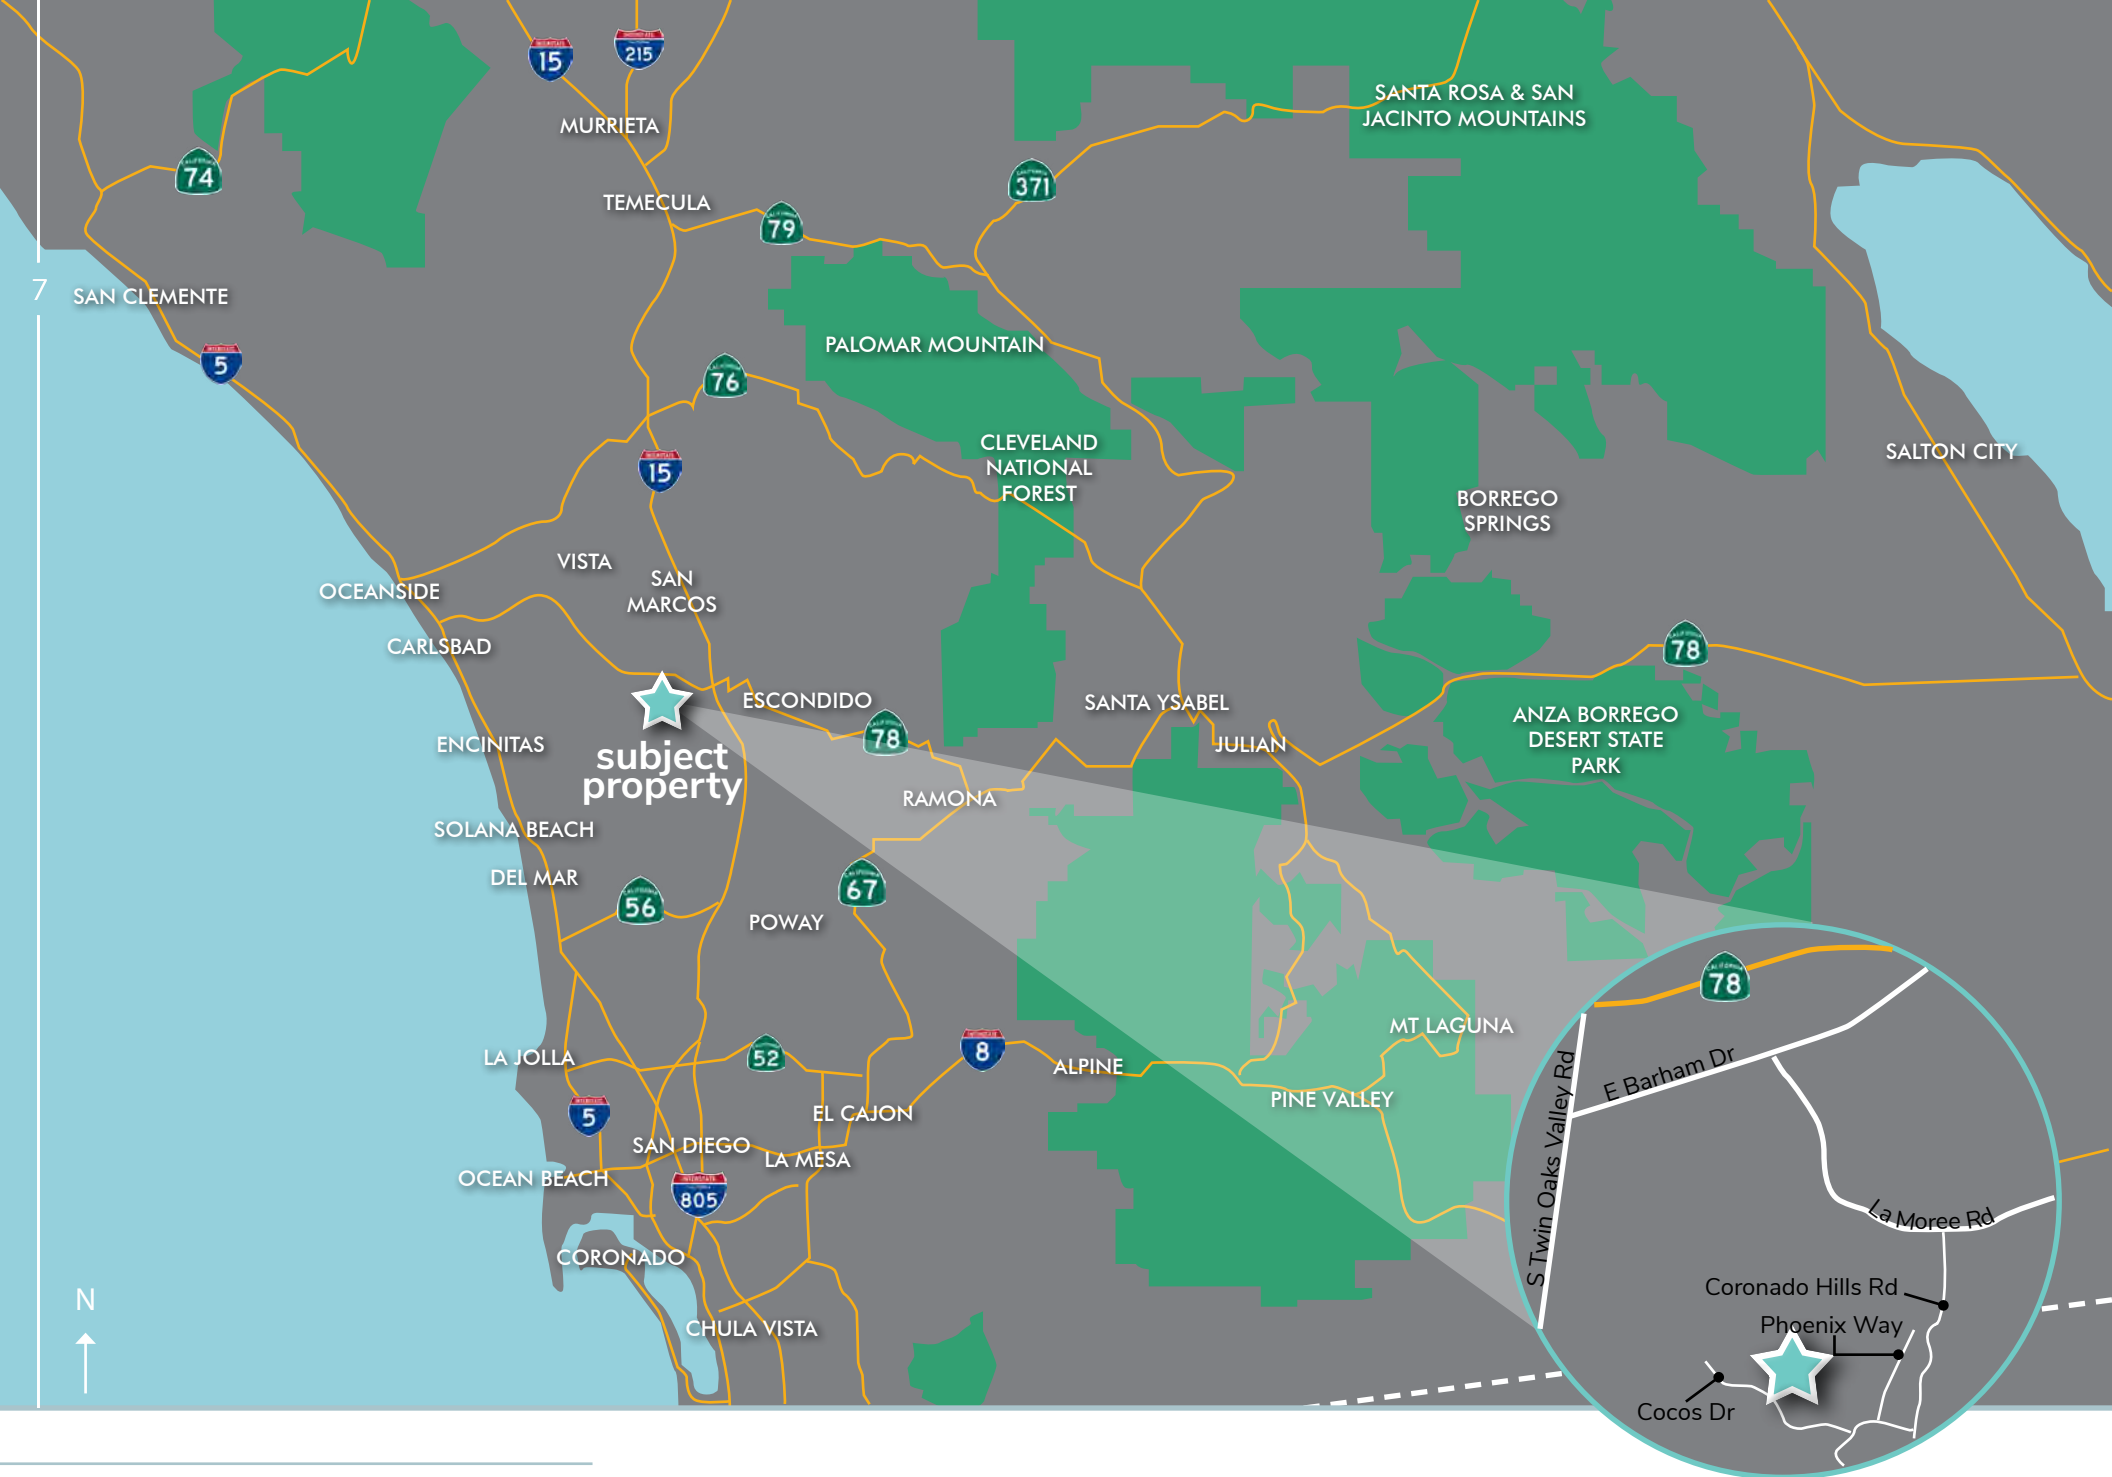 15
215
MURRIETA
SANTA ROSA & SAN
JACINTO MOUNTAINS
74
371
TEMECULA
79
7
SAN CLEMENTE
5
PALOMAR MOUNTAIN
76
CLEVELAND
NATIONAL
FOREST
SALTON CITY
15
BORREGO
SPRINGS
VISTA
SAN
MARCOS
OCEANSIDE
CARLSBAD
78
ESCONDIDO
SANTA YSABEL
ANZA BORREGO
DESERT STATE
PARK
78
ENCINITAS
JULIAN
subject
property
RAMONA
SOLANA BEACH
DEL MAR
67
56
POWAY
78
MT LAGUNA
52
8
LA JOLLA
ALPINE
E Barham Dr
S Twin Oaks Valley Rd
PINE VALLEY
5
EL CAJON
SAN DIEGO
LA MESA
OCEAN BEACH
805
La Moree Rd
CORONADO
Coronado Hills Rd
N
CHULA VISTA
Phoenix Way
Cocos Dr